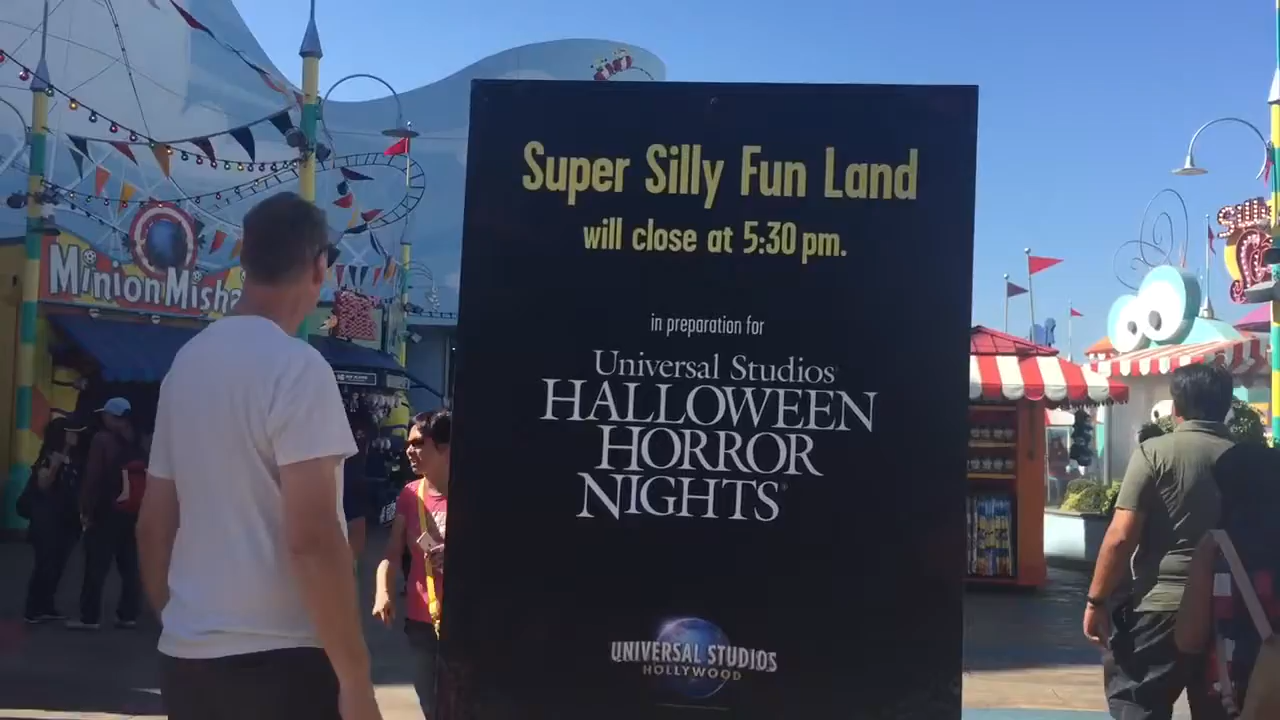 Super Silly Fun Land
will close at 5:30 pm.
in preparation for
Universal Studios
HALLOWEEN
HORROR
NIGHTS
UNIVERSAL STUDIOS
HOLLYWOOD
MINION